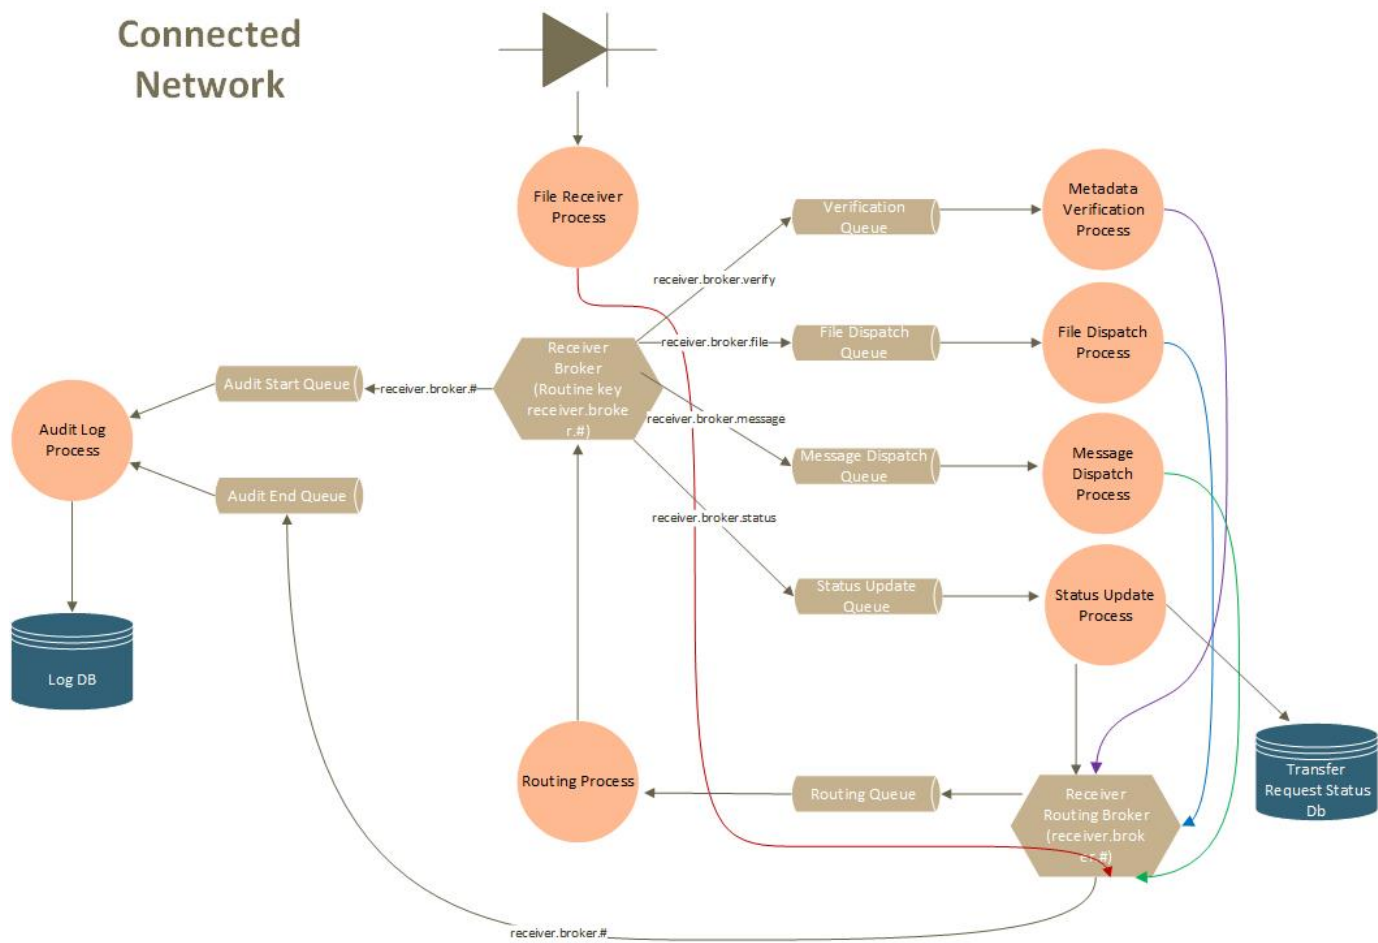 Connected
Network
File Receiver
Process
Verification
Queue
Metadata
Verification
Process
receiver.broker.verify
receiver.broker.file
File Dispatch
Queue
File Dispatch
Process
Receiver
Broker
(Routine key
receiver.broke
r.#)
receiver.broker.#
Audit Start Queue
Audit Log
Process
Audit End Queue
Log DB
receiver.broker.message
Message Dispatch
Queue
Message
Dispatch
Process
receiver.broker.status
Status Update
Queue
Status Update
Process
Routing Process
Routing Queue
Receiver
Routing Broker
(receiver.brok
er.#)
Transfer
Request Status
Db
receiver.broker.#